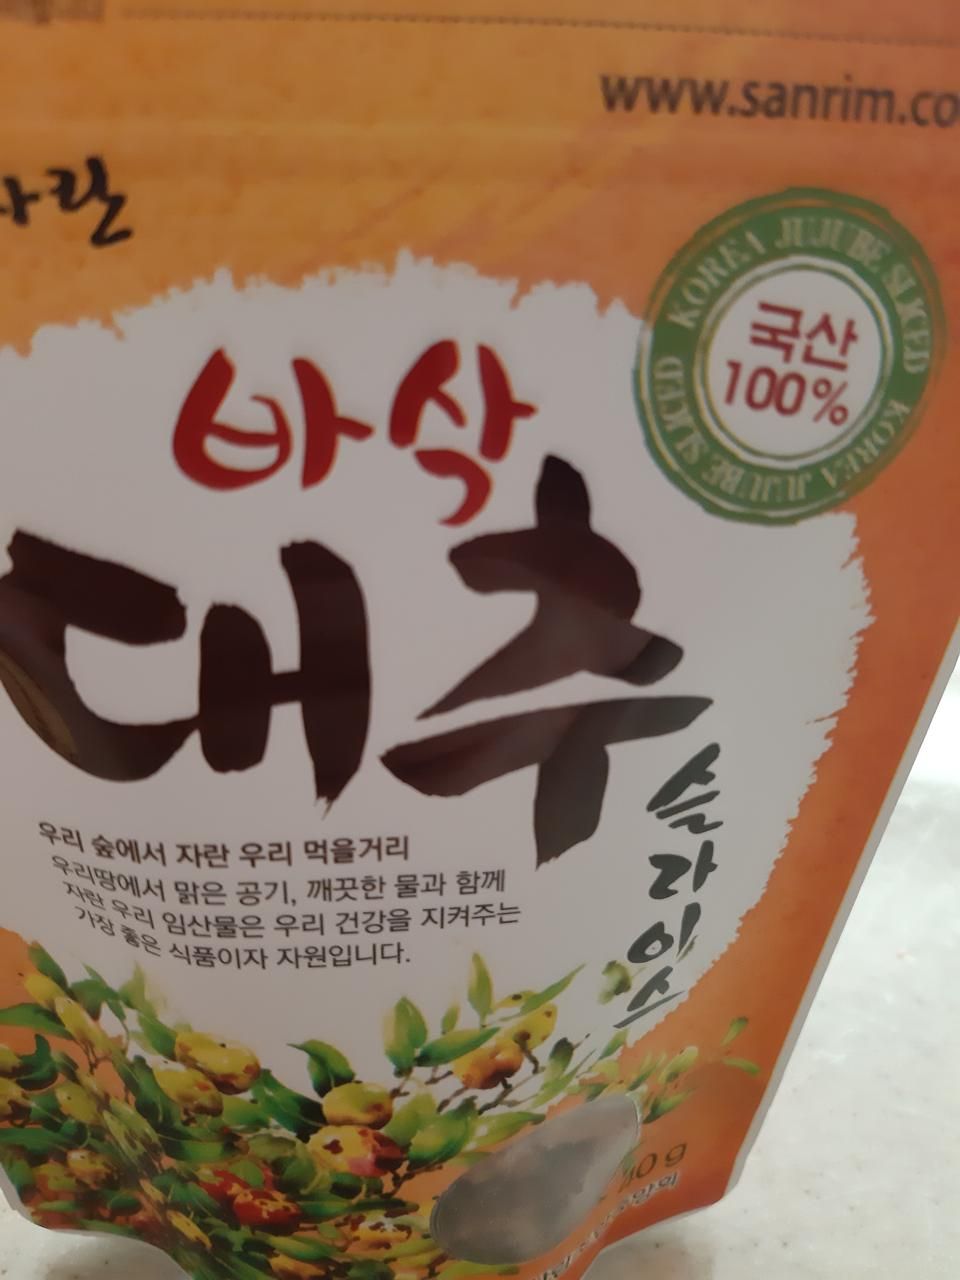 www.sanrim.co
자란
KOREA JUJUBE SLICED KOREA JUJUBE SLICED
국산
100%
바삭
대추
슬라이스
우리 숲에서 자란 우리 먹을거리
우리땅에서 맑은 공기, 깨끗한 물과 함께
자란 우리 임산물은 우리 건강을 지켜주는
가장 좋은 식품이자 자원입니다.